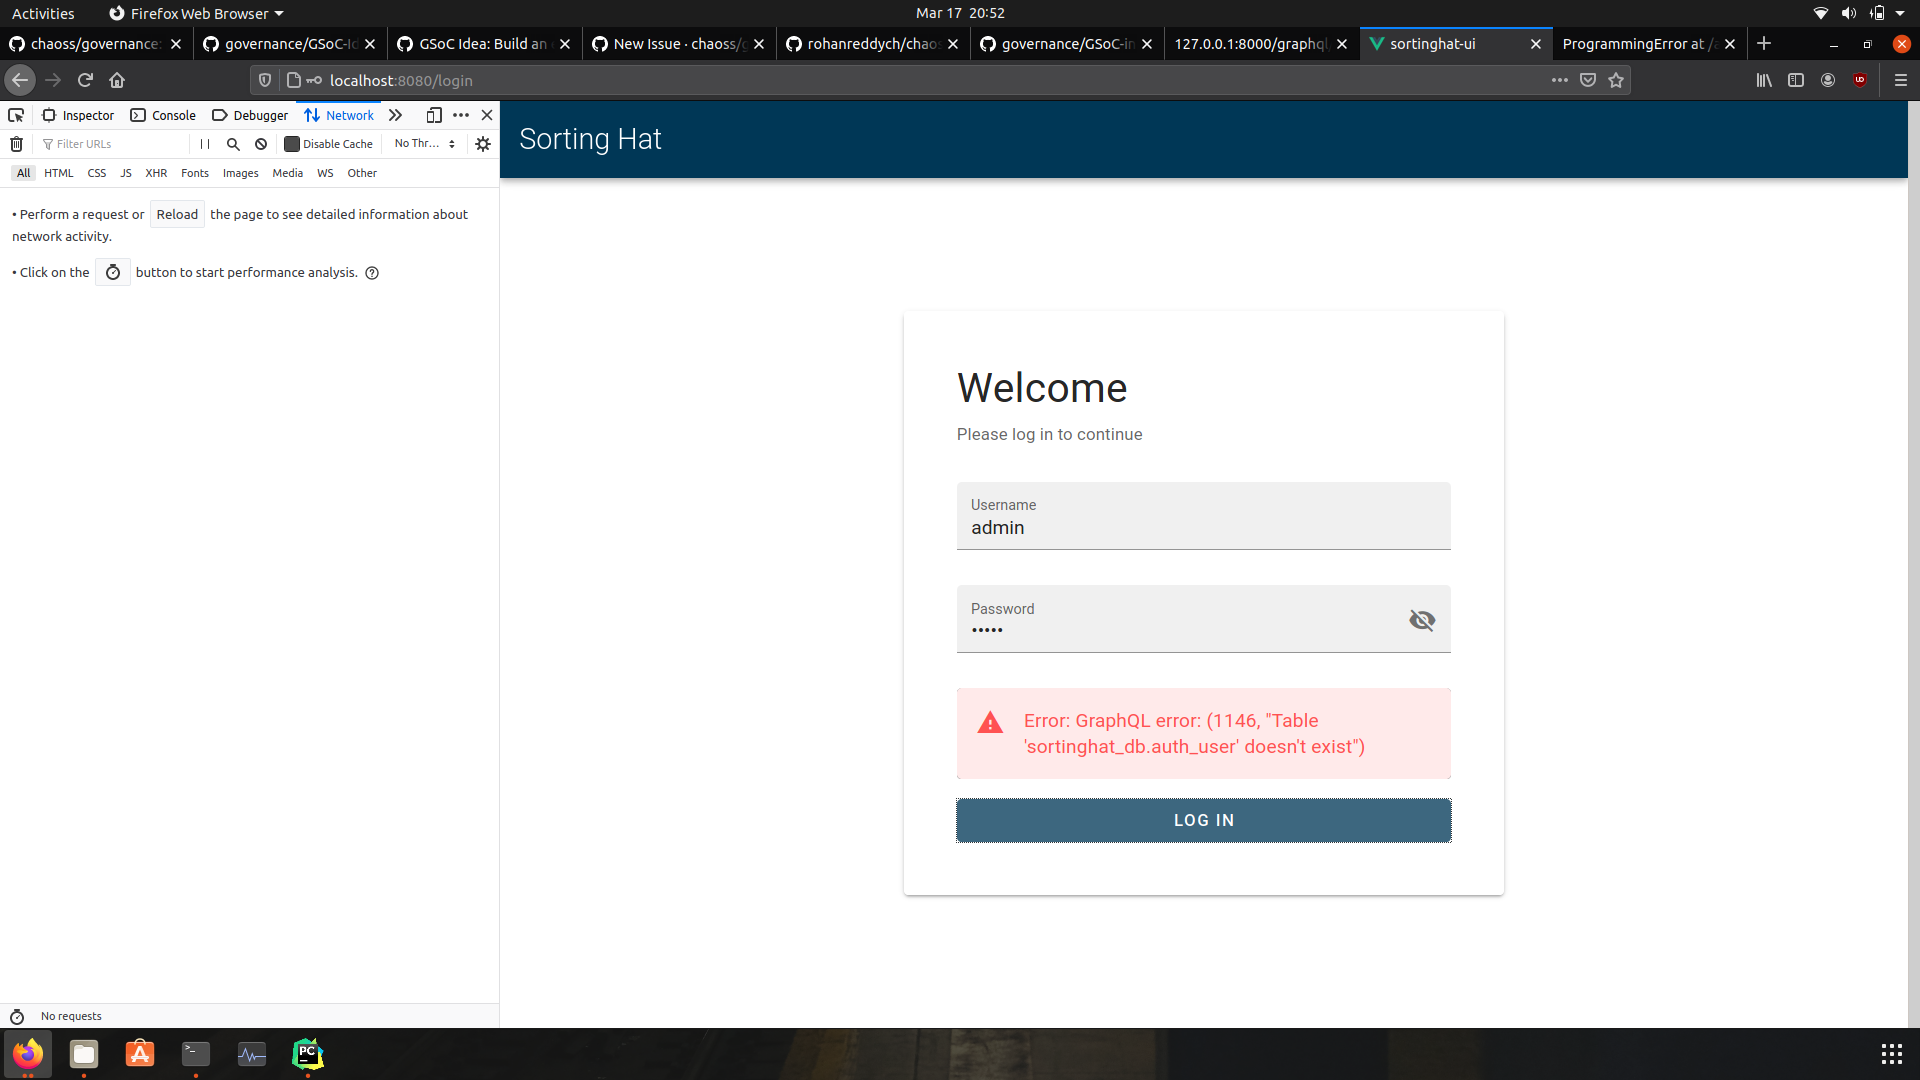 Activities Firefox Web Browser Mar 17 20:52
chaoss/governance: governance/GSoC-Id GSoC Idea: Build an New Issue · chaoss/g rohanreddych/chaos governance/GSoC-in 127.0.0.1:8000/graphql sortinghat-ui ProgrammingError at /a
localhost:8080/login
Inspector Console Debugger Network
Filter URLs Disable Cache No Thr...
All HTML CSS JS XHR Fonts Images Media WS Other
• Perform a request or Reload the page to see detailed information about
network activity.
• Click on the button to start performance analysis.
No requests
Sorting Hat
Welcome
Please log in to continue
Username
admin
Password
•••••
Error: GraphQL error: (1146, "Table
'sortinghat_db.auth_user' doesn't exist")
LOG IN
PC